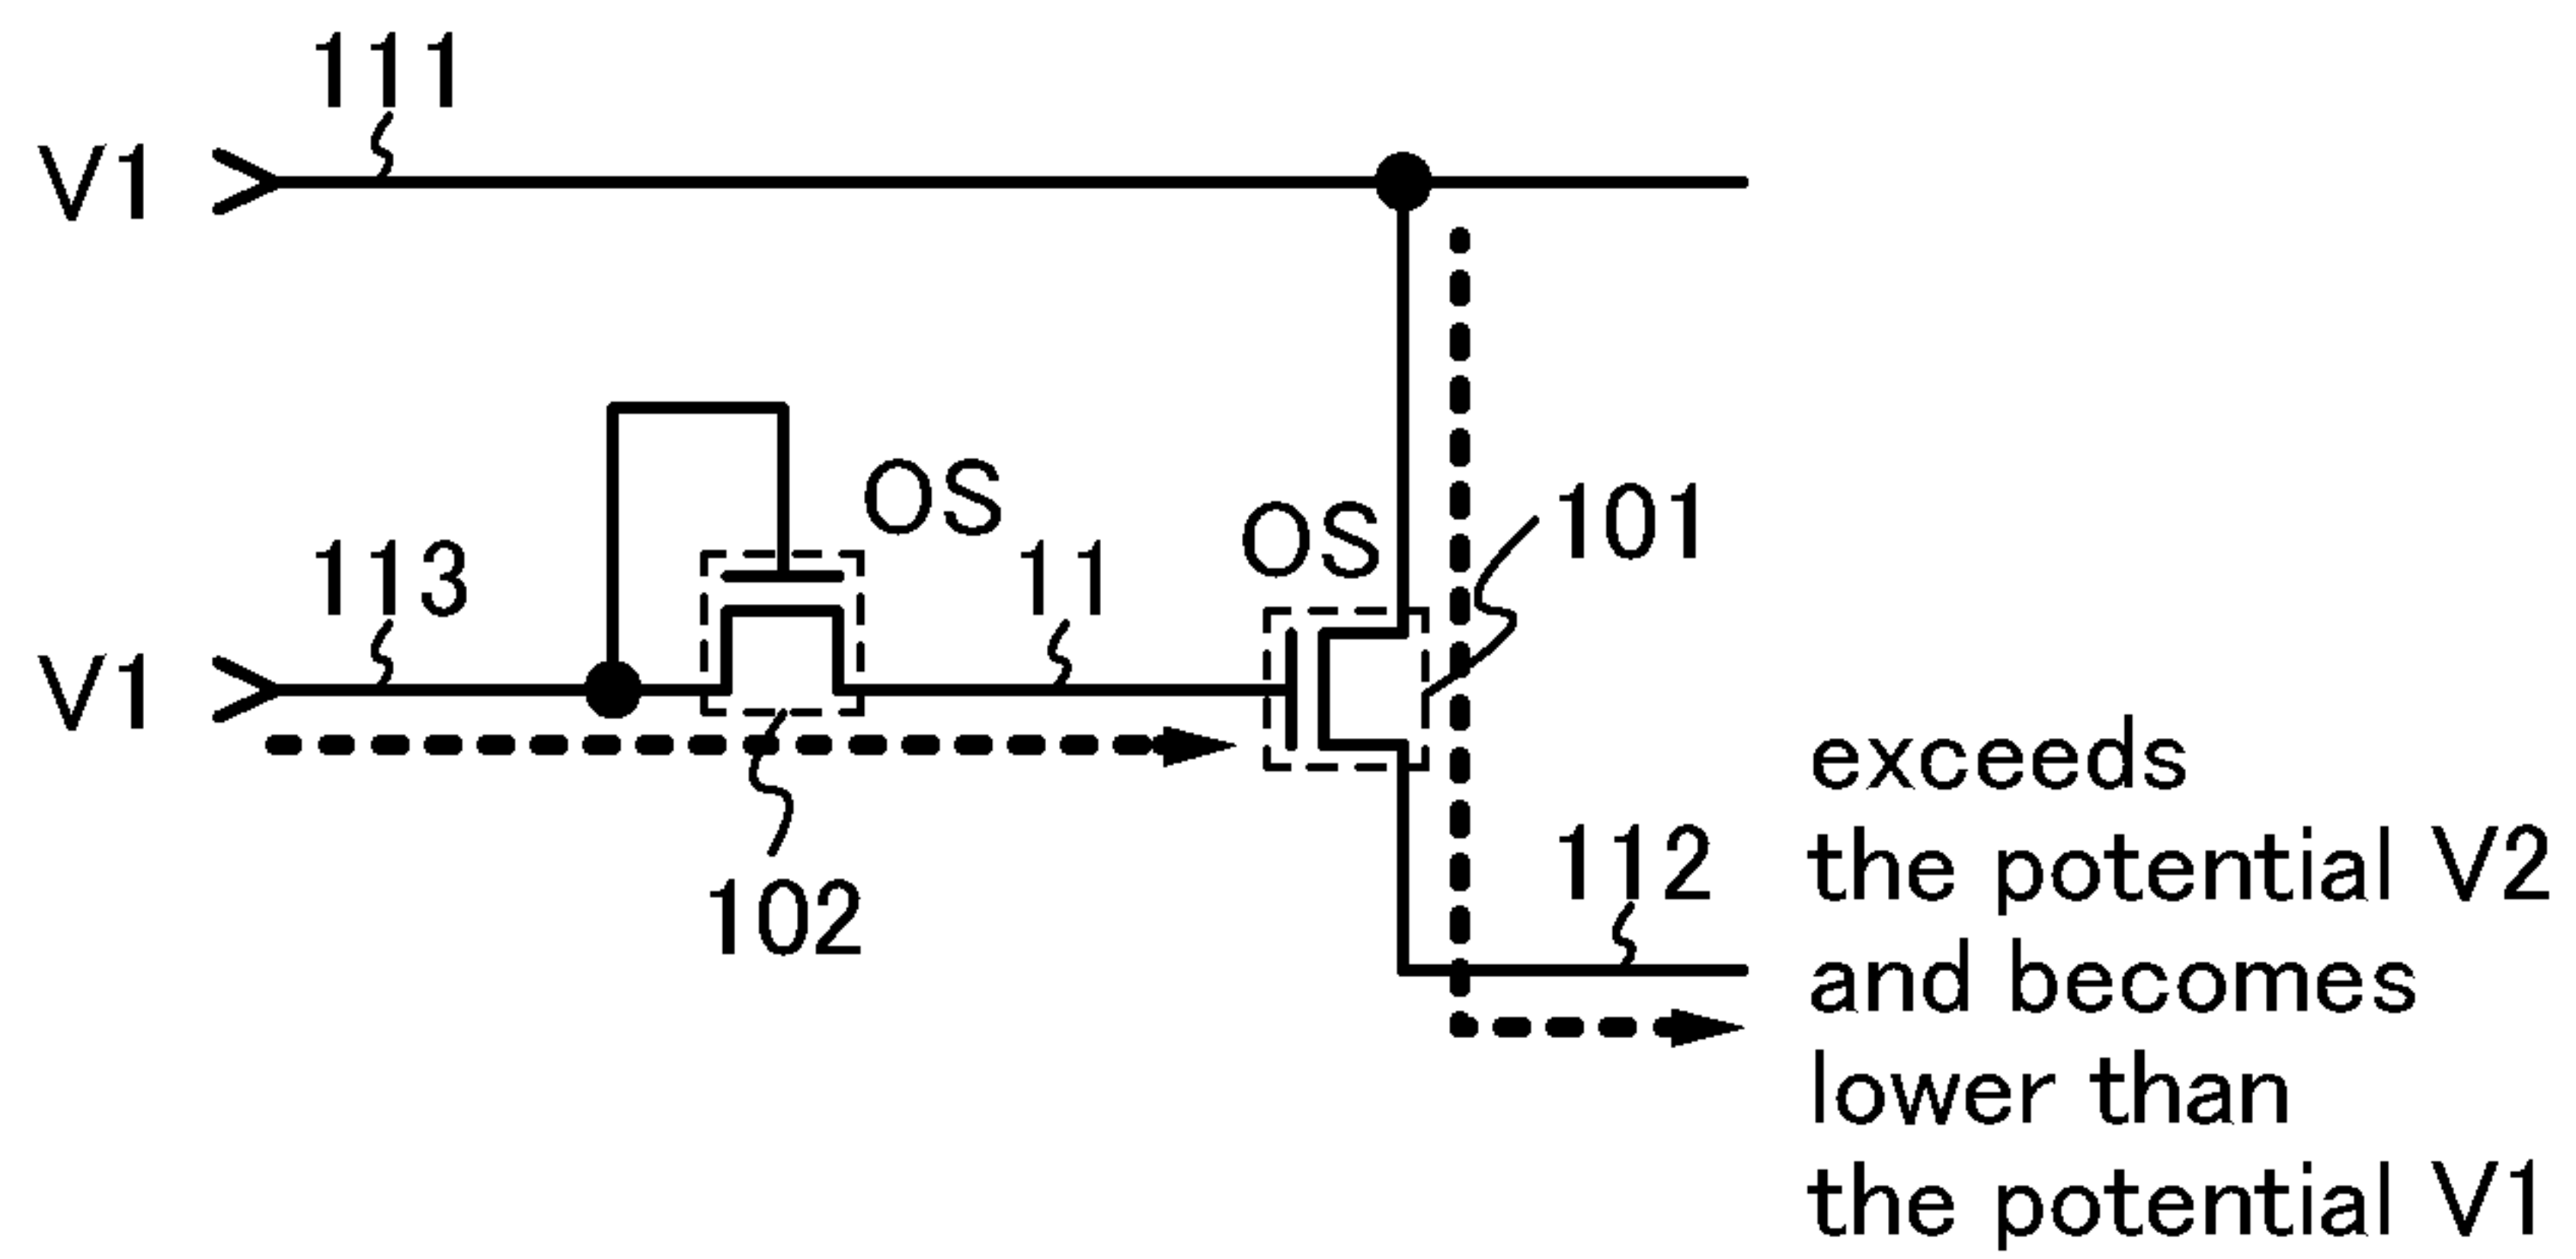 111
V1
OS
OS
101
113
11
V1
102
112
exceeds
the potential V2
and becomes
lower than
the potential V1